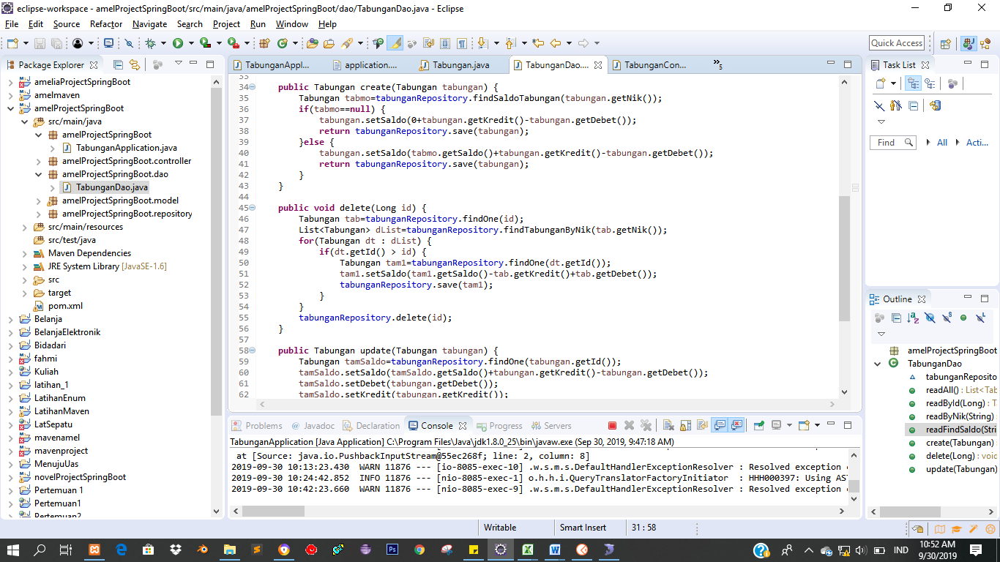 eclipse-workspace - amelProjectSpringBoot/src/main/java/amelProjectSpringBoot/dao/TabunganDao.java - Eclipse
File Edit Source Refactor Navigate Search Project Run Window Help
Quick Access
Package Explorer
ameliaProjectSpringBoot
amelmaven
amelProjectSpringBoot
src/main/java
amelProjectSpringBoot
TabunganApplication.java
amelProjectSpringBoot.controller
amelProjectSpringBoot.dao
TabunganDao.java
amelProjectSpringBoot.model
amelProjectSpringBoot.repository
src/main/resources
src/test/java
Maven Dependencies
JRE System Library [JavaSE-1.6]
src
target
pom.xml
Belanja
BelanjaElektronik
Bidadari
fahmi
Kuliah
latihan_1
LatihanEnum
LatihanMaven
LatSepatu
mavenamel
mavenproject
MenujuUas
novelProjectSpringBoot
Pertemuan 1
Pertemuan1
Pertemuan2
TabunganAppl... application.... Tabungan.java TabunganDao.... TabunganCon... »5
33
34 public Tabungan create(Tabungan tabungan) {
35 Tabungan tabmo=tabunganRepository.findSaldoTabungan(tabungan.getNik());
36 if(tabmo==null) {
37 tabungan.setSaldo(0+tabungan.getKredit()-tabungan.getDebet());
38 return tabunganRepository.save(tabungan);
39 }else {
40 tabungan.setSaldo(tabmo.getSaldo()+tabungan.getKredit()-tabungan.getDebet());
41 return tabunganRepository.save(tabungan);
42 }
43 }
44
45 public void delete(Long id) {
46 Tabungan tab=tabunganRepository.findOne(id);
47 List<Tabungan> dList=tabunganRepository.findTabunganByNik(tab.getNik());
48 for(Tabungan dt : dList) {
49 if(dt.getId() > id) {
50 Tabungan tam1=tabunganRepository.findOne(dt.getId());
51 tam1.setSaldo(tam1.getSaldo()-tab.getKredit()+tab.getDebet());
52 tabunganRepository.save(tam1);
53 }
54 }
55 tabunganRepository.delete(id);
56 }
57
58 public Tabungan update(Tabungan tabungan) {
59 Tabungan tamSaldo=tabunganRepository.findOne(tabungan.getId());
60 tamSaldo.setSaldo(tamSaldo.getSaldo()+tabungan.getKredit()-tabungan.getDebet());
61 tamSaldo.setDebet(tabungan.getDebet());
62 tamSaldo.setKredit(tabungan.getKredit());
Problems Javadoc Declaration Console Progress Servers
TabunganApplication [Java Application] C:\Program Files\Java\jdk1.8.0_25\bin\javaw.exe (Sep 30, 2019, 9:47:18 AM)
at [Source: java.io.PushbackInputStream@55ec268f; line: 2, column: 8]
2019-09-30 10:13:23.430 WARN 11876 --- [io-8085-exec-10] .w.s.m.s.DefaultHandlerExceptionResolver : Resolved exception
2019-09-30 10:24:42.852 INFO 11876 --- [nio-8085-exec-1] o.h.h.i.QueryTranslatorFactoryInitiator : HHH000397: Using AS
2019-09-30 10:42:23.660 WARN 11876 --- [nio-8085-exec-9] .w.s.m.s.DefaultHandlerExceptionResolver : Resolved exception
Task List
Find All Acti...
Outline
amelProjectSpringBoot
TabunganDao
tabunganReposito
readAll() : List<Tab
readById(Long) : T
readByNik(String) :
readFindSaldo(Stri
create(Tabungan) :
delete(Long) : voic
update(Tabungan)
Writable Smart Insert 31 : 58
IND
10:52 AM
9/30/2019